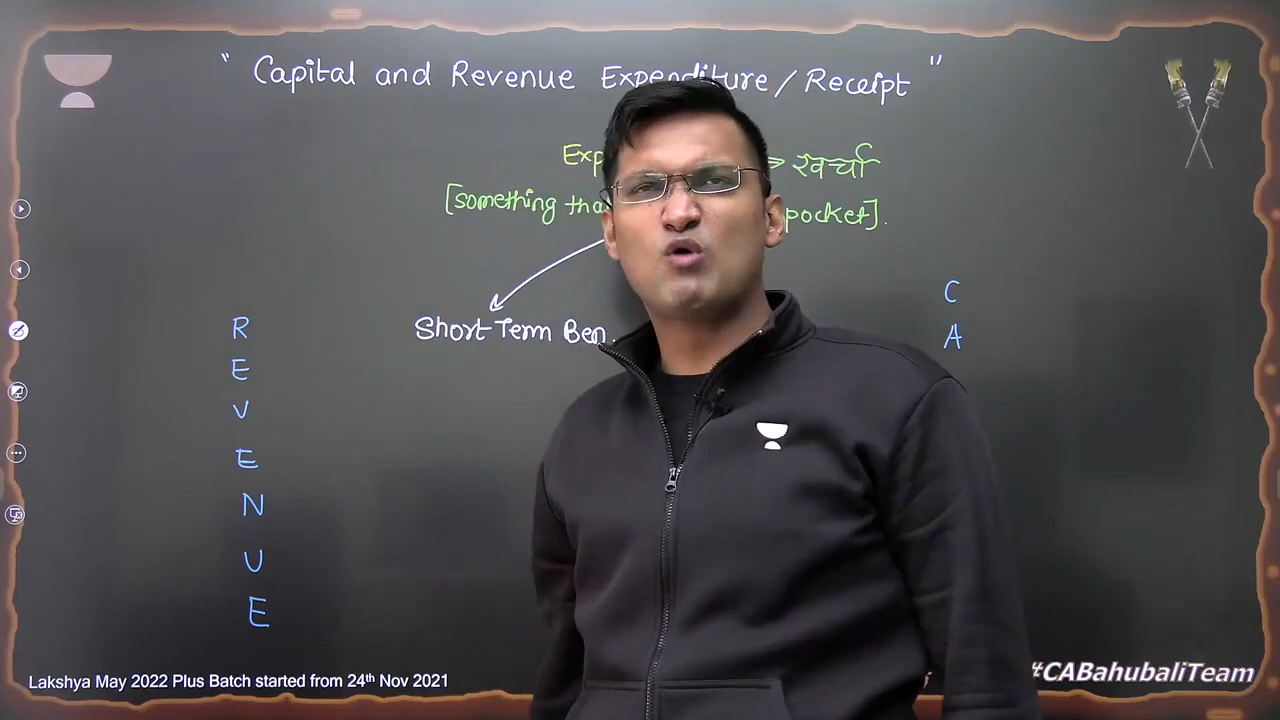 " Capital and Revenue Expenditure / Receipt "
Exp ⇒ खर्चा
[something tha pocket].
Short Term Ben.
C
A
R
E
V
E
N
U
E
Lakshya May 2022 Plus Batch started from 24th Nov 2021
#CABahubaliTeam